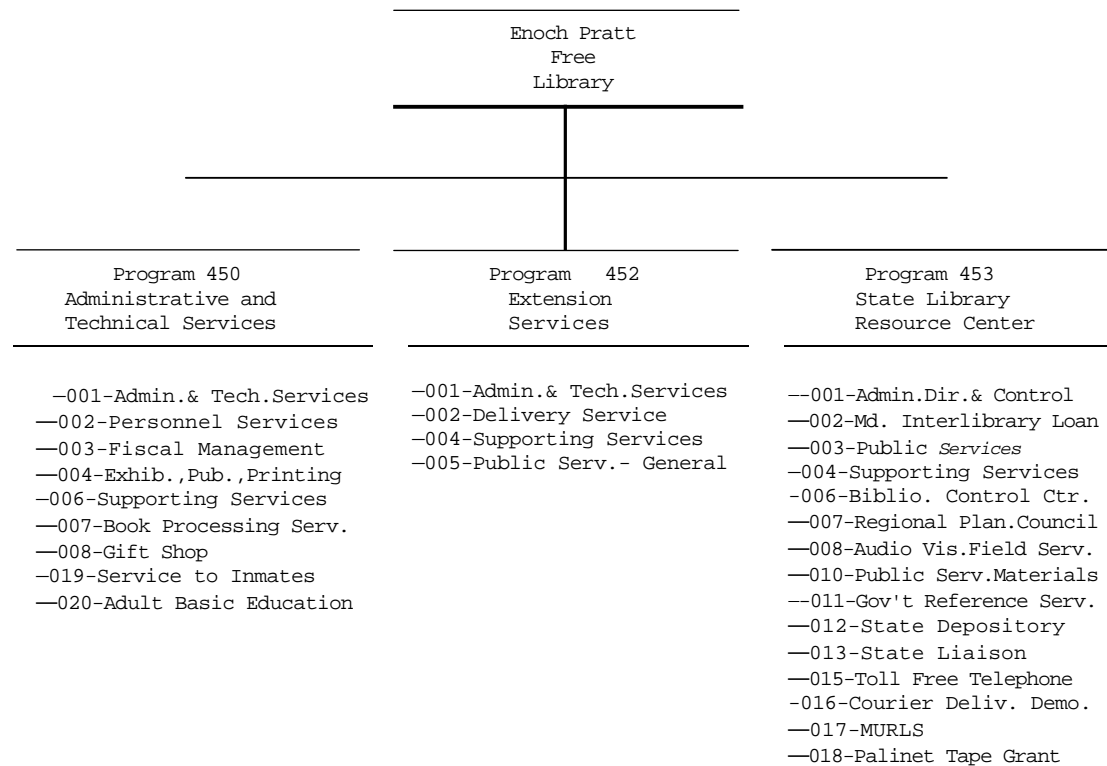 Enoch Pratt
Free
Library
Program 450
Administrative and
Technical Services
—001-Admin.& Tech.Services
—002-Personnel Services
—003-Fiscal Management
—004-Exhib.,Pub.,Printing
—006-Supporting Services
—007-Book Processing Serv.
—008-Gift Shop
—019-Service to Inmates
—020-Adult Basic Education
Program 452
Extension
Services
—001-Admin.& Tech.Services
—002-Delivery Service
—004-Supporting Services
—005-Public Serv.- General
Program 453
State Library
Resource Center
--001-Admin.Dir.& Control
—002-Md. Interlibrary Loan
—003-Public Services
—004-Supporting Services
-006-Biblio. Control Ctr.
—007-Regional Plan.Council
—008-Audio Vis.Field Serv.
—010-Public Serv.Materials
--011-Gov't Reference Serv.
—012-State Depository
—013-State Liaison
—015-Toll Free Telephone
-016-Courier Deliv. Demo.
—017-MURLS
—018-Palinet Tape Grant